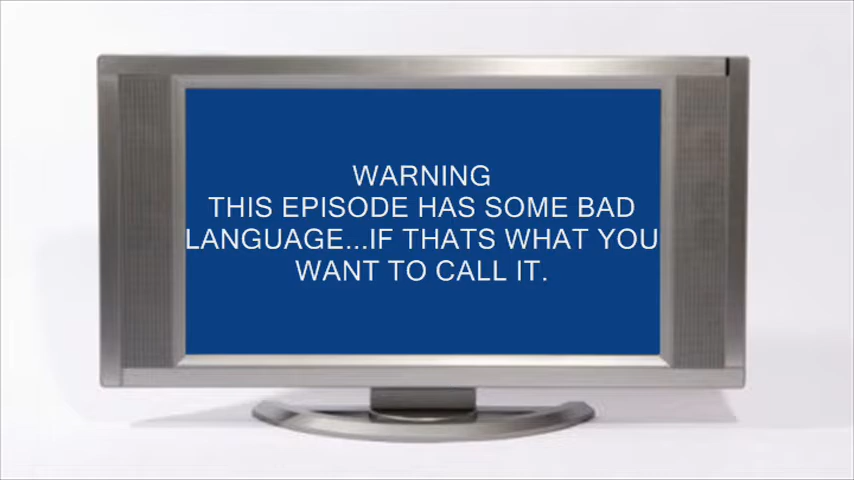 WARNING
THIS EPISODE HAS SOME BAD
LANGUAGE...IF THATS WHAT YOU
WANT TO CALL IT.